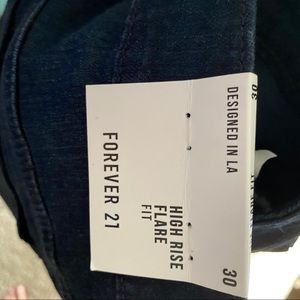 DESIGNED IN LA
30
HIGH RISE
FLARE
FIT
FOREVER 21